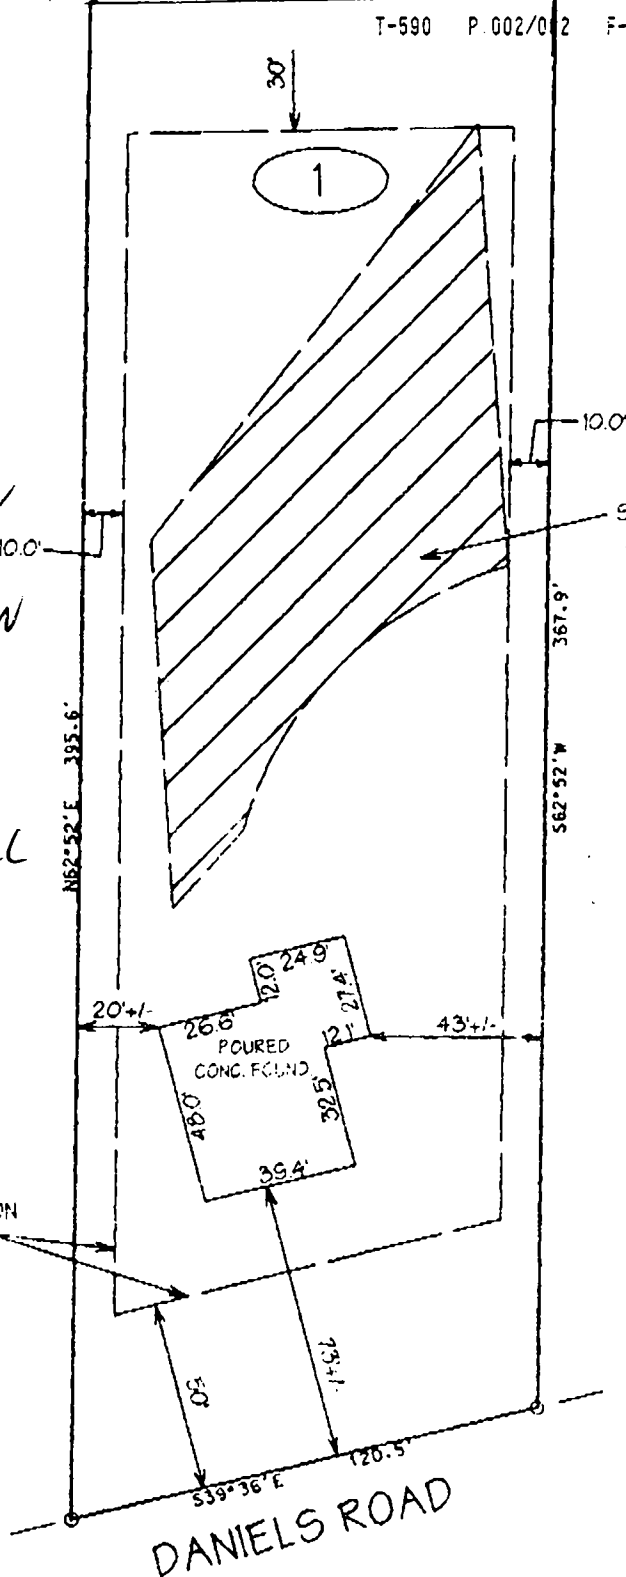 T-590 P.002/002 F-
30'
1
10.0'
10.0'
S
N
367.9'
N62°52'E 395.6'
S62°52'W
24.9'
12.0'
27.4'
20'+/-
26.6'
12.1'
43'+/-
POURED
CONC. FOUND.
48.0'
32.5'
39.4'
ON
73'+/-
50'
120.5'
S39°36'E
DANIELS ROAD